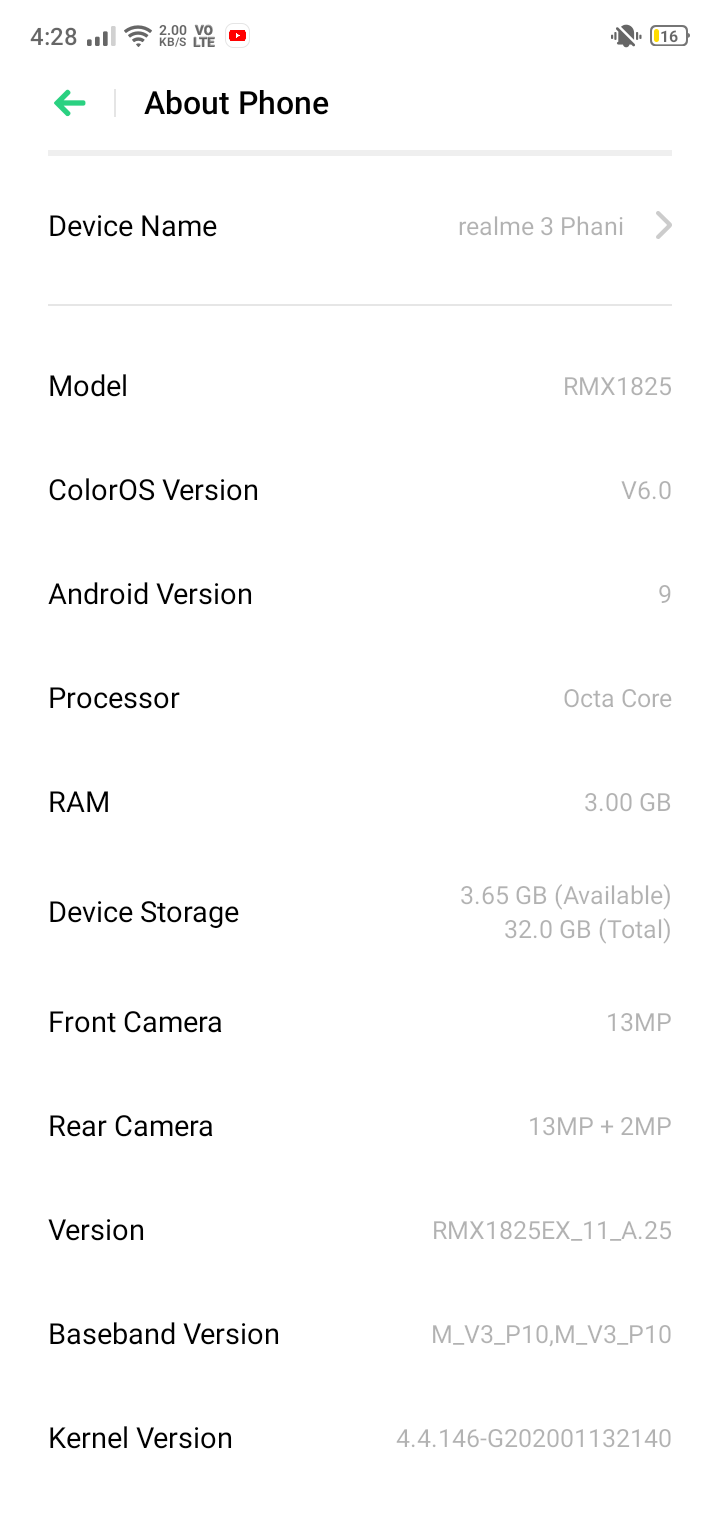 4:28 2.00 KB/S VO LTE 16
About Phone
Device Name realme 3 Phani
Model RMX1825
ColorOS Version V6.0
Android Version 9
Processor Octa Core
RAM 3.00 GB
Device Storage 3.65 GB (Available)
32.0 GB (Total)
Front Camera 13MP
Rear Camera 13MP + 2MP
Version RMX1825EX_11_A.25
Baseband Version M_V3_P10,M_V3_P10
Kernel Version 4.4.146-G202001132140